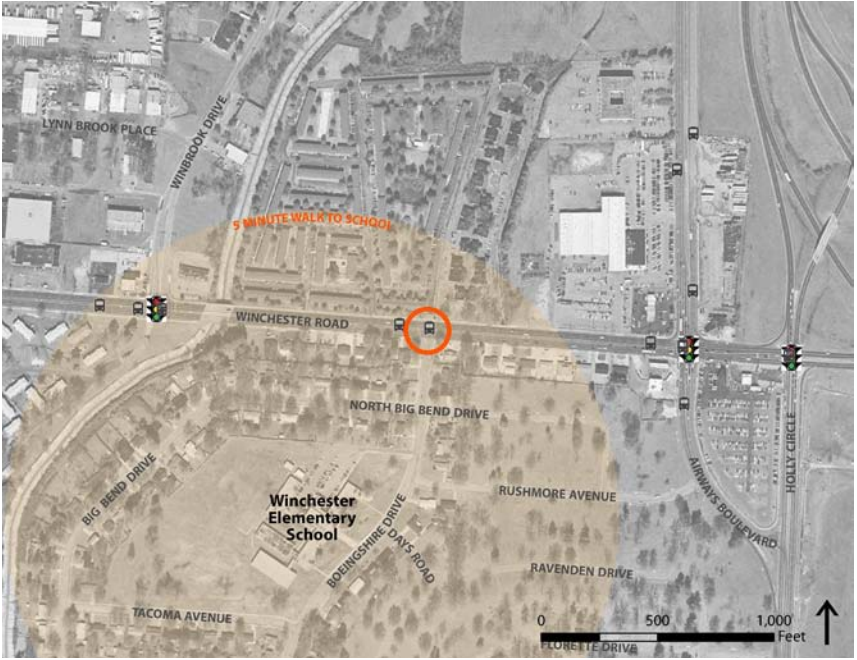 LYNN BROOK PLACE
WINBROOK DRIVE
5 MINUTE WALK TO SCHOOL
WINCHESTER ROAD
NORTH BIG BEND DRIVE
BIG BEND DRIVE
Winchester
Elementary
School
BOEINGSHIRE DRIVE
DAYS ROAD
RUSHMORE AVENUE
RAVENDEN DRIVE
AIRWAYS BOULEVARD
HOLLY CIRCLE
TACOMA AVENUE
0 500 1,000
Feet
FLORETTE DRIVE